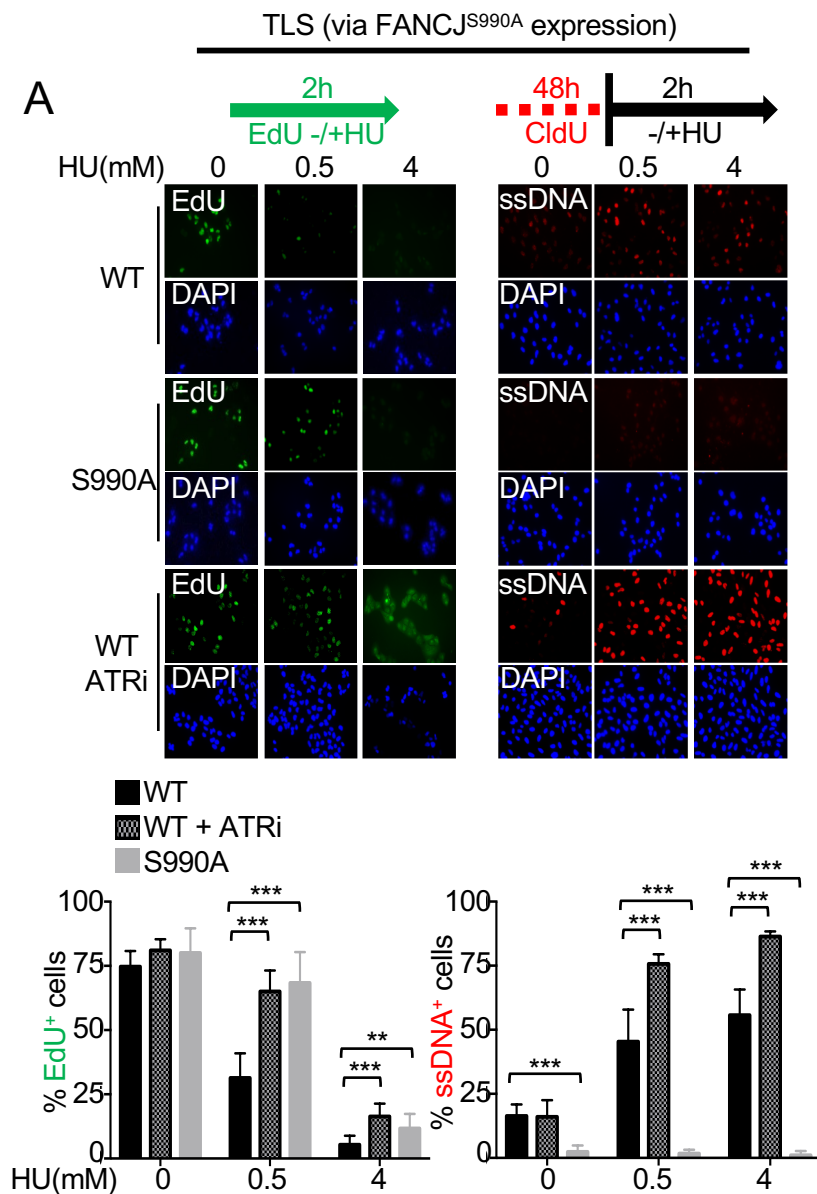 TLS (via FANCJS990A expression)
A
2h
EdU -/+HU
48h
CldU
2h
-/+HU
HU(mM) 0 0.5 4 0 0.5 4
WT
EdU
ssDNA
DAPI
DAPI
S990A
EdU
ssDNA
DAPI
DAPI
WT
ATRi
EdU
ssDNA
DAPI
DAPI
WT
WT + ATRi
S990A
% EdU+ cells
100
75
50
25
0
***
***
**
***
HU(mM) 0 0.5 4
% ssDNA+ cells
100
75
50
25
0
***
***
***
***
***
0 0.5 4